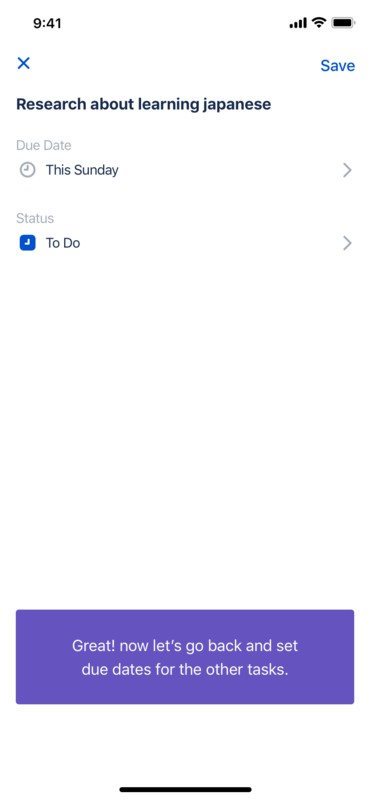 9:41
Save
Research about learning japanese
Due Date
This Sunday
Status
To Do
Great! now let’s go back and set
due dates for the other tasks.